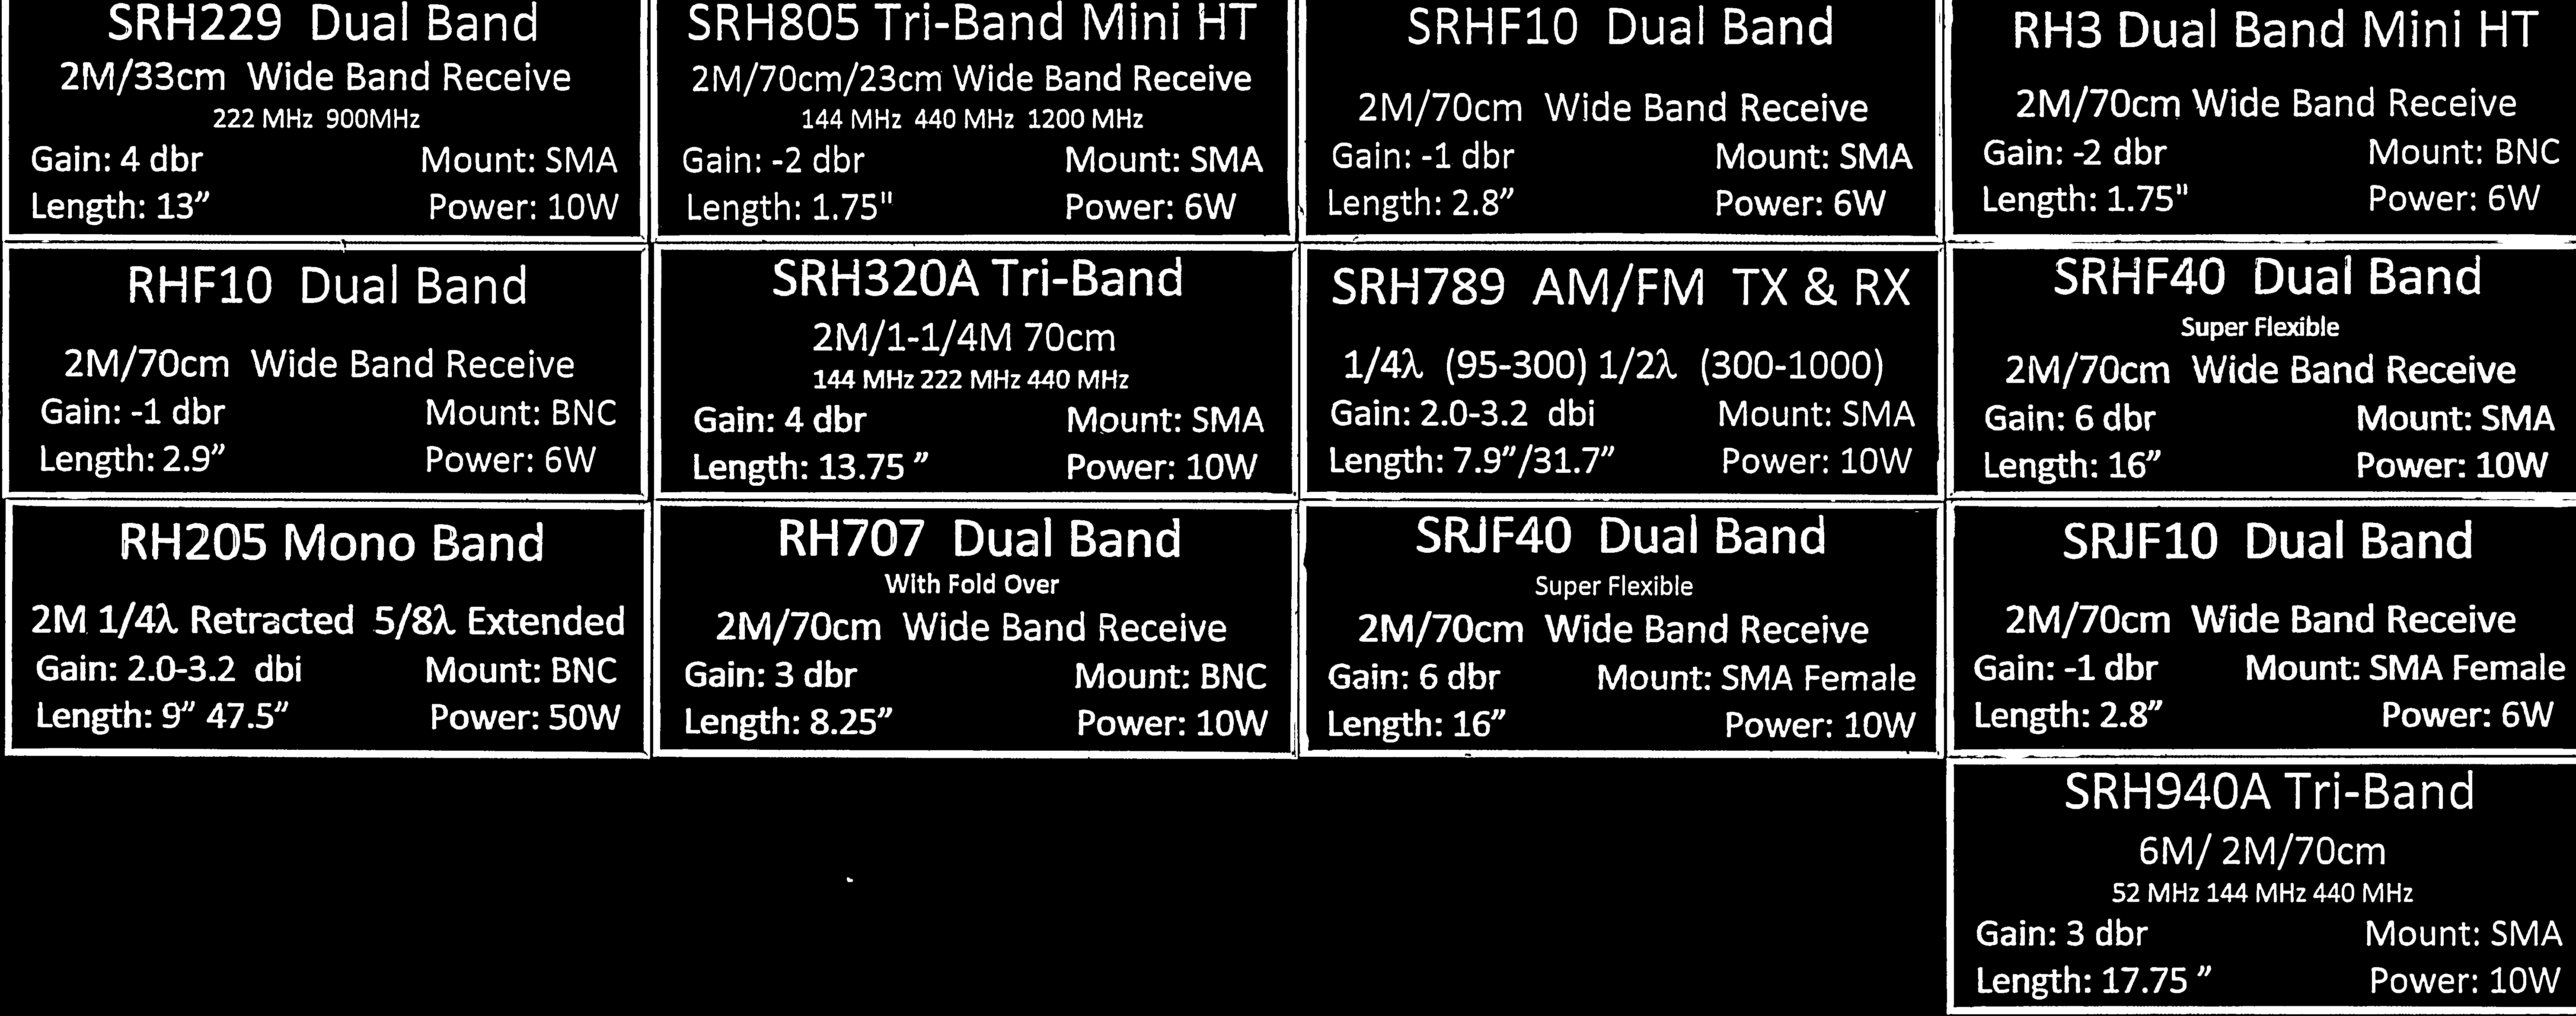 SRH229 Dual Band
2M/33cm Wide Band Receive
222 MHz 900MHz
Gain: 4 dbr Mount: SMA
Length: 13” Power: 10W
SRH805 Tri-Band Mini HT
2M/70cm/23cm Wide Band Receive
144 MHz 440 MHz 1200 MHz
Gain: -2 dbr Mount: SMA
Length: 1.75" Power: 6W
SRHF10 Dual Band
2M/70cm Wide Band Receive
Gain: -1 dbr Mount: SMA
Length: 2.8” Power: 6W
RH3 Dual Band Mini HT
2M/70cm Wide Band Receive
Gain: -2 dbr Mount: BNC
Length: 1.75" Power: 6W
RHF10 Dual Band
2M/70cm Wide Band Receive
Gain: -1 dbr Mount: BNC
Length: 2.9” Power: 6W
SRH320A Tri-Band
2M/1-1/4M 70cm
144 MHz 222 MHz 440 MHz
Gain: 4 dbr Mount: SMA
Length: 13.75 ” Power: 10W
SRH789 AM/FM TX & RX
1/4λ (95-300) 1/2λ (300-1000)
Gain: 2.0-3.2 dbi Mount: SMA
Length: 7.9”/31.7” Power: 10W
SRHF40 Dual Band
Super Flexible
2M/70cm Wide Band Receive
Gain: 6 dbr Mount: SMA
Length: 16” Power: 10W
RH205 Mono Band
2M 1/4λ Retracted 5/8λ Extended
Gain: 2.0-3.2 dbi Mount: BNC
Length: 9” 47.5” Power: 50W
RH707 Dual Band
With Fold Over
2M/70cm Wide Band Receive
Gain: 3 dbr Mount: BNC
Length: 8.25” Power: 10W
SRJF40 Dual Band
Super Flexible
2M/70cm Wide Band Receive
Gain: 6 dbr Mount: SMA Female
Length: 16” Power: 10W
SRJF10 Dual Band
2M/70cm Wide Band Receive
Gain: -1 dbr Mount: SMA Female
Length: 2.8” Power: 6W
SRH940A Tri-Band
6M/ 2M/70cm
52 MHz 144 MHz 440 MHz
Gain: 3 dbr Mount: SMA
Length: 17.75 ” Power: 10W